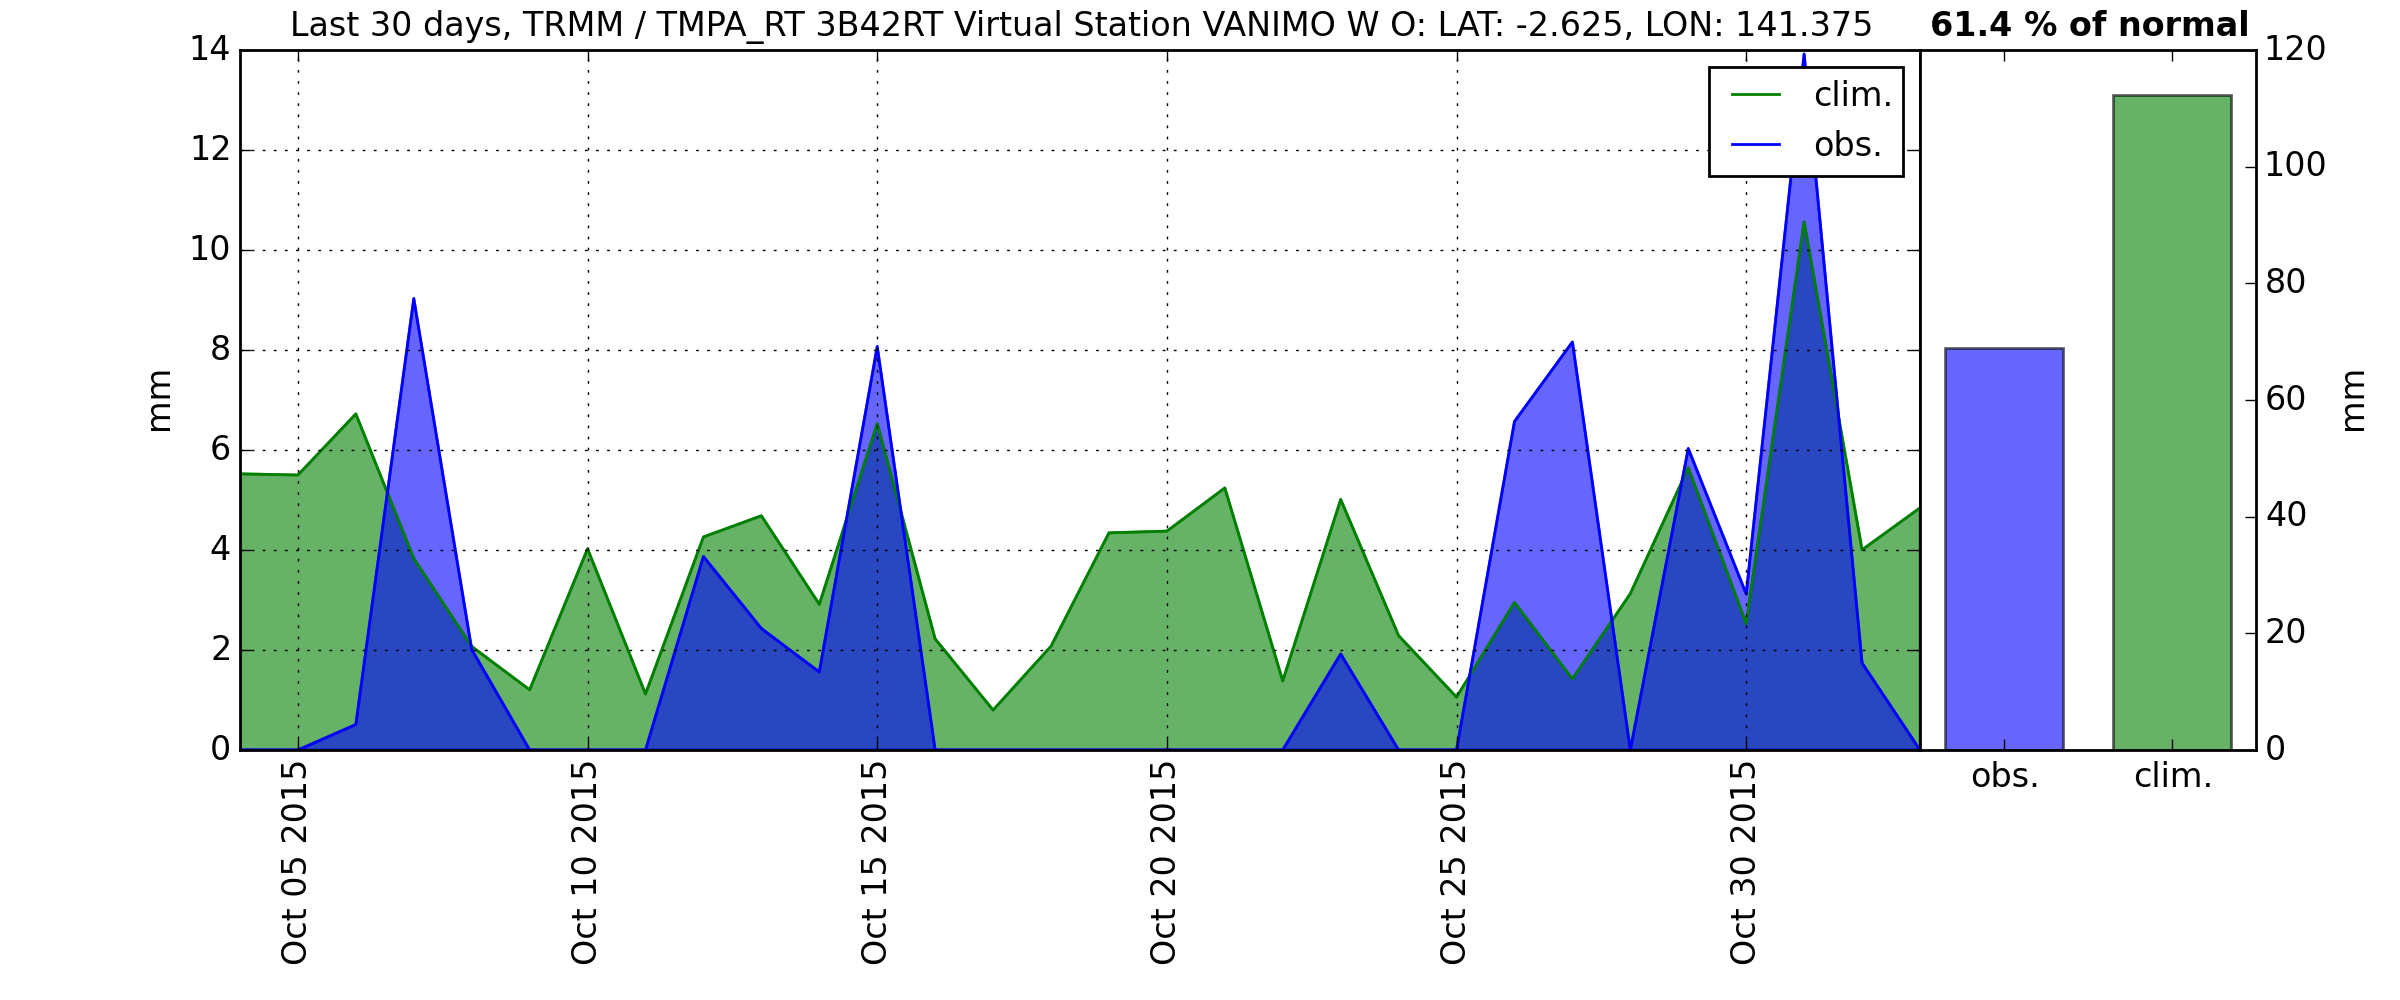 Last 30 days, TRMM / TMPA_RT 3B42RT Virtual Station VANIMO W O: LAT: -2.625, LON: 141.375
61.4 % of normal
14
12
10
8
6
4
2
0
mm
clim.
obs.
120
100
80
60
40
20
0
mm
Oct 05 2015
Oct 10 2015
Oct 15 2015
Oct 20 2015
Oct 25 2015
Oct 30 2015
obs.
clim.